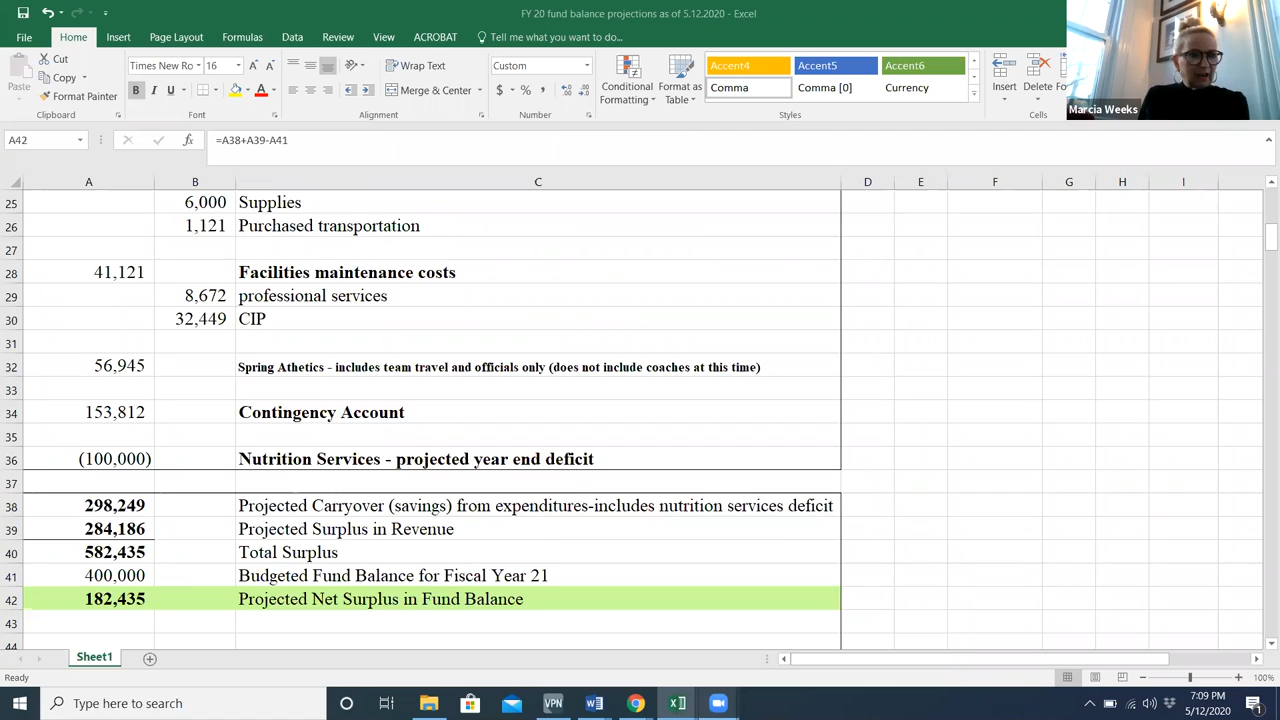 FY 20 fund balance projections as of 5.12.2020 - Excel
File Home Insert Page Layout Formulas Data Review View ACROBAT Tell me what you want to do...
Paste
Cut
Copy
Format Painter
Clipboard
Times New Ro 16
B I U
Font
Wrap Text
Merge & Center
Alignment
Custom
$ % ,
Number
Conditional Formatting
Format as Table
Accent4 Accent5 Accent6
Comma Comma [0] Currency
Styles
Insert Delete Fo
Cells
Marcia Weeks
A42 fx =A38+A39-A41
A B C D E F G H I
25 6,000 Supplies
26 1,121 Purchased transportation
27
28 41,121 Facilities maintenance costs
29 8,672 professional services
30 32,449 CIP
31
32 56,945 Spring Athetics - includes team travel and officials only (does not include coaches at this time)
33
34 153,812 Contingency Account
35
36 (100,000) Nutrition Services - projected year end deficit
37
38 298,249 Projected Carryover (savings) from expenditures-includes nutrition services deficit
39 284,186 Projected Surplus in Revenue
40 582,435 Total Surplus
41 400,000 Budgeted Fund Balance for Fiscal Year 21
42 182,435 Projected Net Surplus in Fund Balance
43
44
Sheet1
Ready 100%
Type here to search VPN 7:09 PM
5/12/2020 1